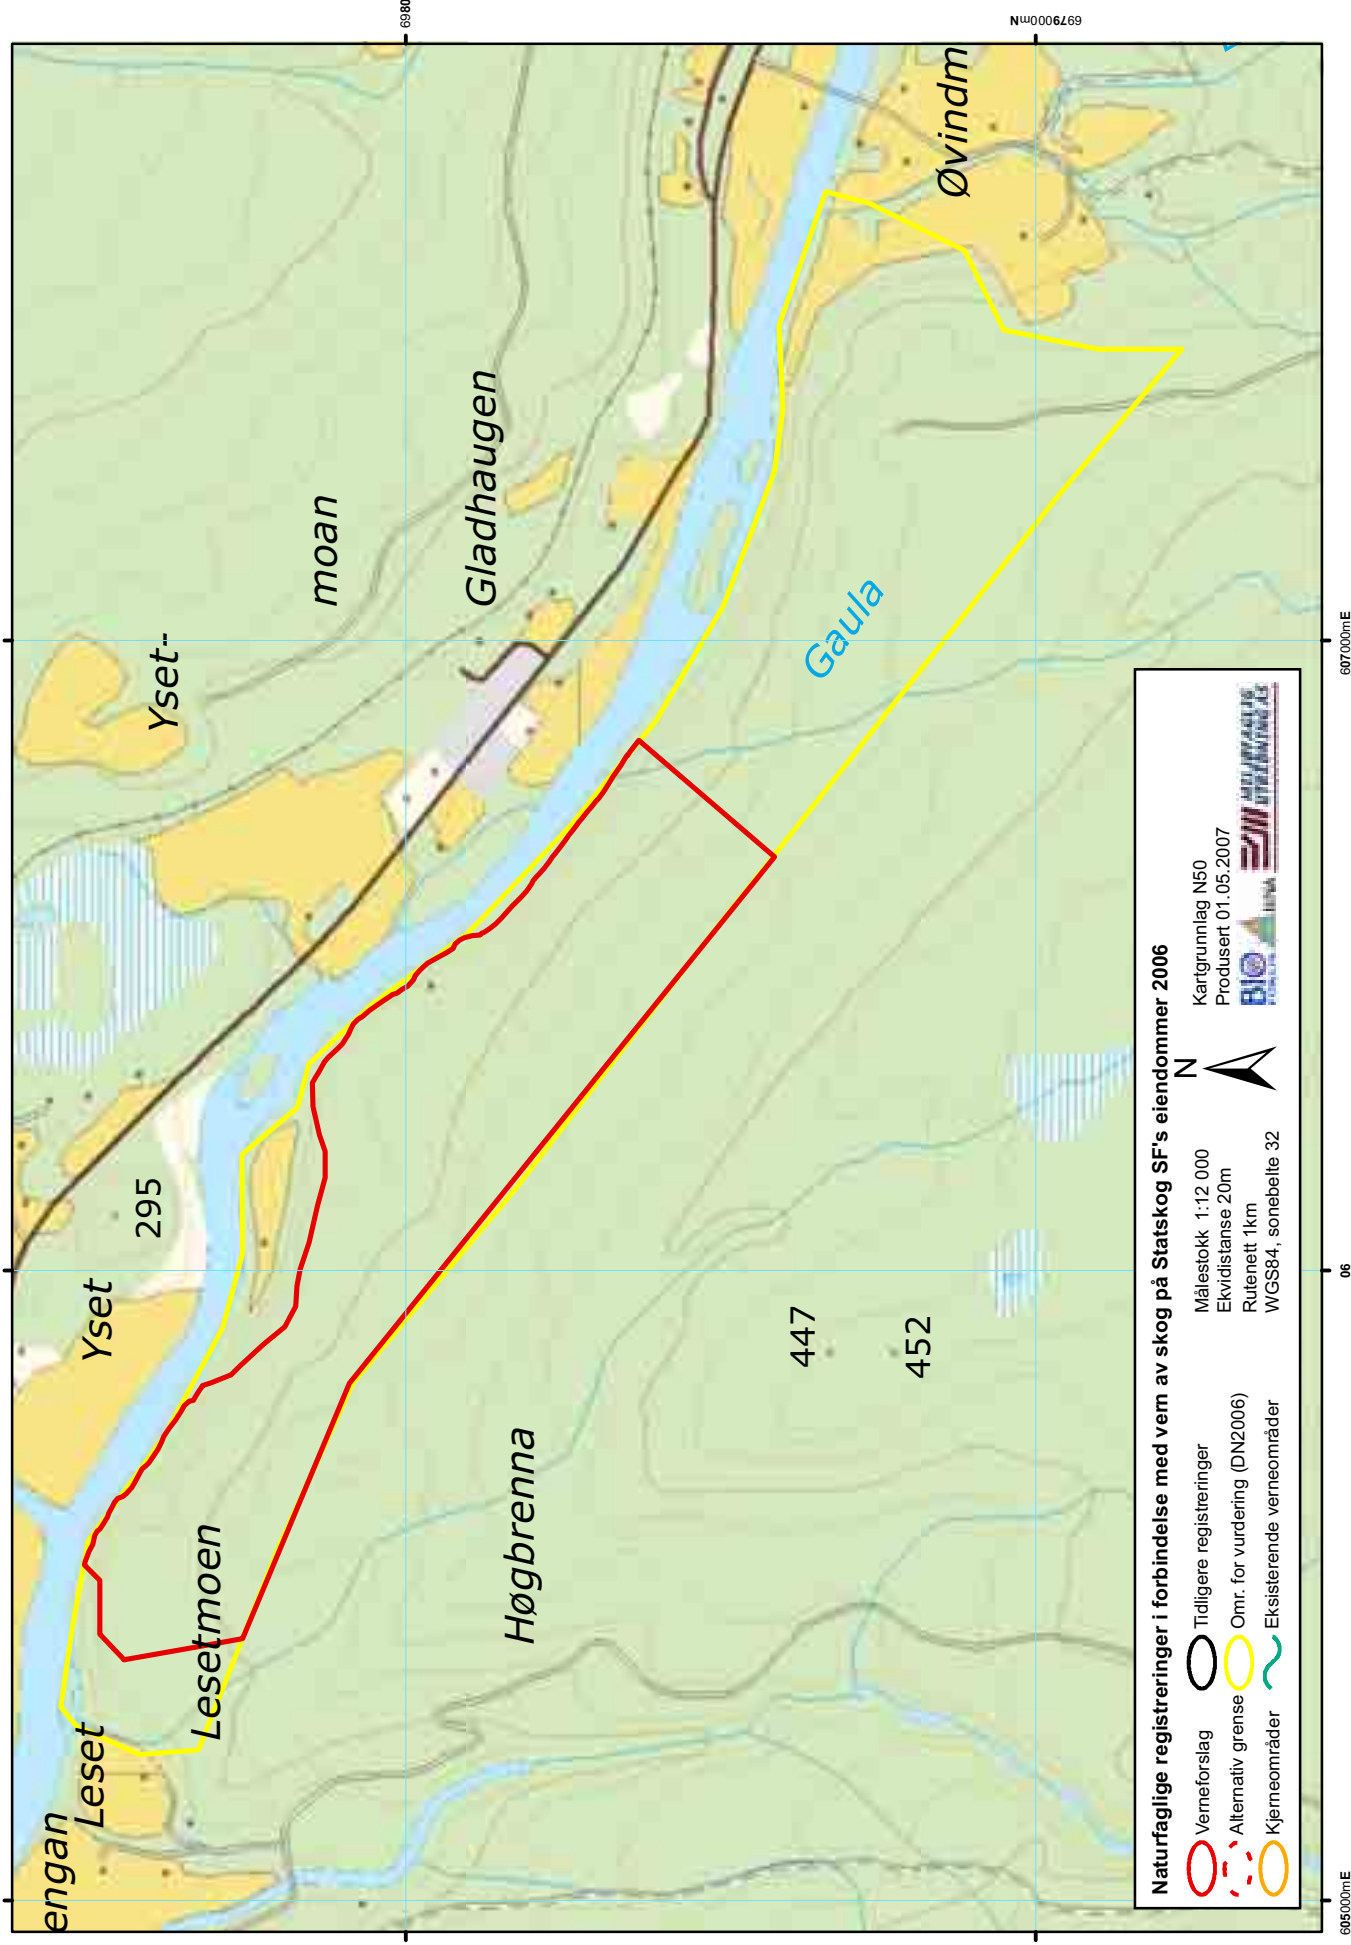 engan
Leset
Lesetmoen
Yset
295
Yset-
moan
Gladhaugen
Høgbrenna
447
452
Gaula
Øvindm
6980
6979000mN
605000mE
06
607000mE
Naturfaglige registreringer i forbindelse med vern av skog på Statskog SF's eiendommer 2006
Verneforslag
Tidligere registreringer
Alternativ grense
Omr. for vurdering (DN2006)
Kjerneområder
Eksisterende verneområder
Målestokk 1:12 000
Ekvidistanse 20m
Rutenett 1km
WGS84, sonebelte 32
N
Kartgrunnlag N50
Produsert 01.05.2007
BIO